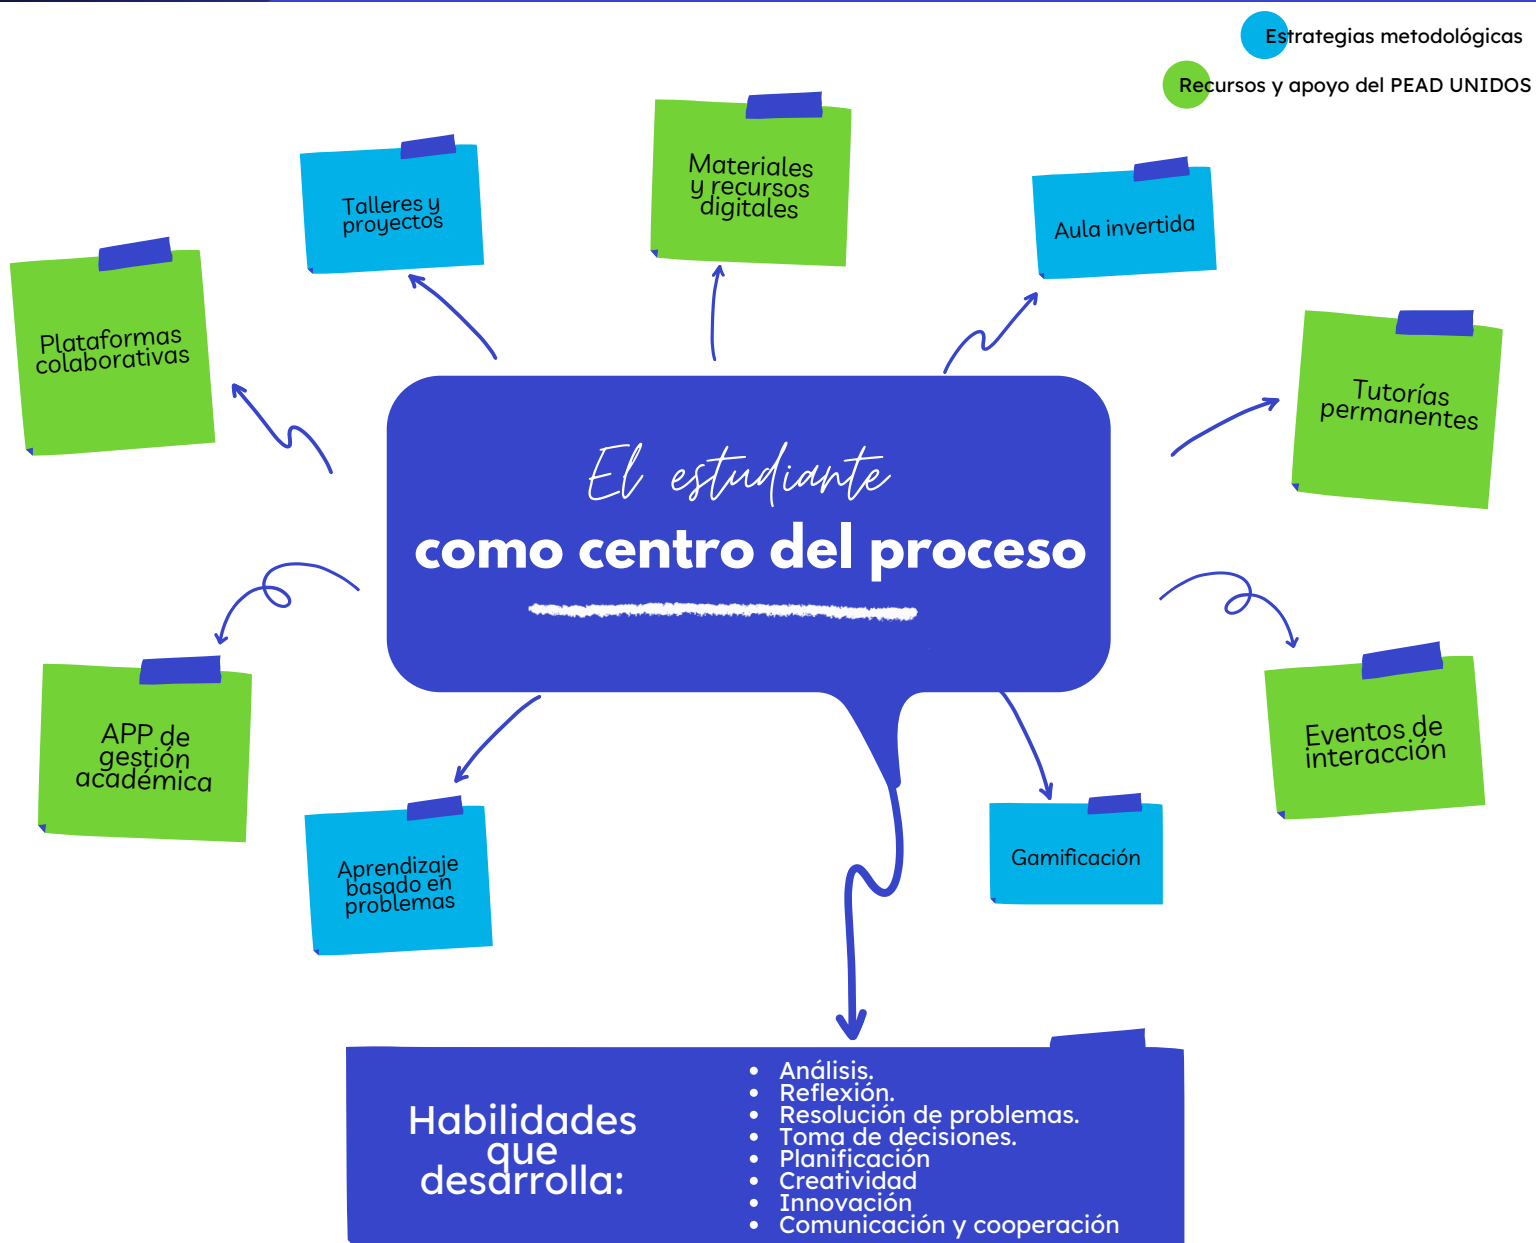 Estrategias metodológicas
Recursos y apoyo del PEAD UNIDOS
Materiales
y recursos
digitales
Talleres y
proyectos
Aula invertida
Plataformas
colaborativas
Tutorías
permanentes
El estudiante
como centro del proceso
APP de
gestión
académica
Eventos de
interacción
Aprendizaje
basado en
problemas
Gamificación
Habilidades
que
desarrolla:
• Análisis.
• Reflexión.
• Resolución de problemas.
• Toma de decisiones.
• Planificación
• Creatividad
• Innovación
• Comunicación y cooperación